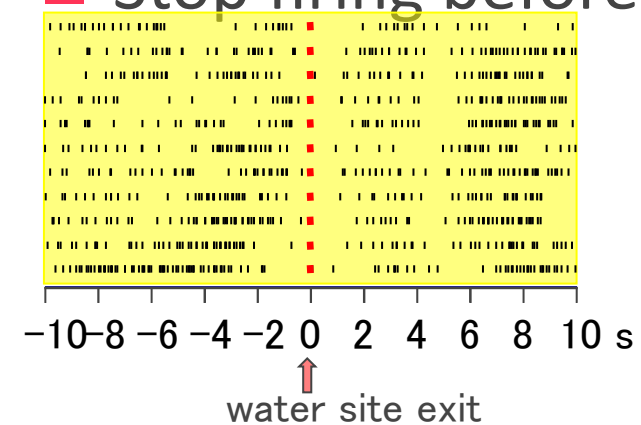 Stop firing before
−10 −8 −6 −4 −2 0 2 4 6 8 10 s
water site exit